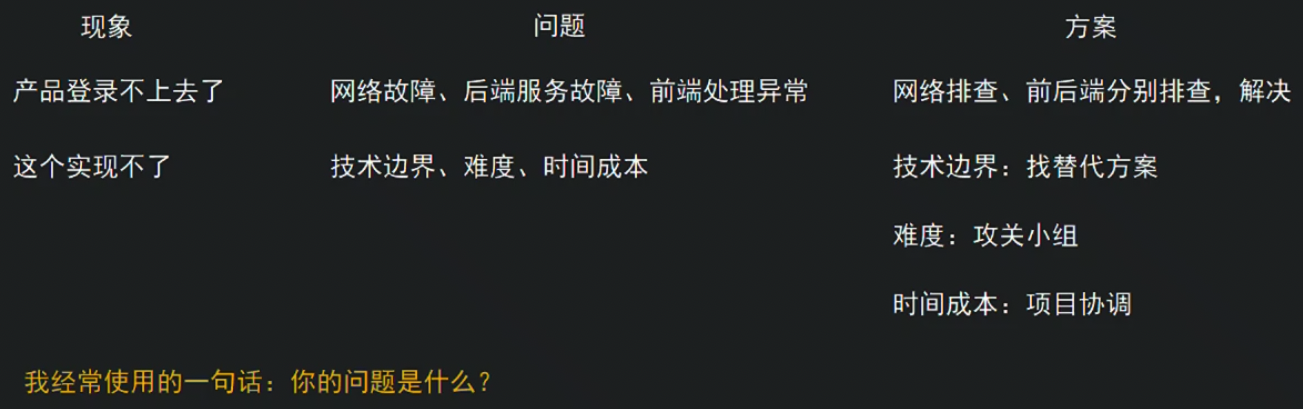 现象 问题 方案
产品登录不上去了 网络故障、后端服务故障、前端处理异常 网络排查、前后端分别排查，解决
这个实现不了 技术边界、难度、时间成本 技术边界：找替代方案
难度：攻关小组
时间成本：项目协调
我经常使用的一句话：你的问题是什么？